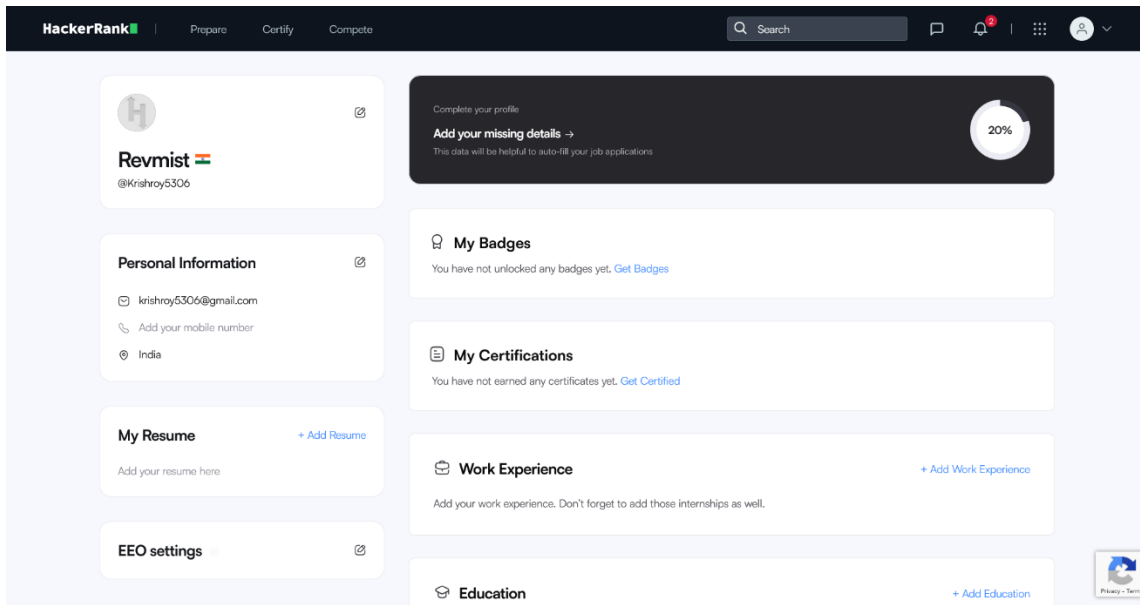 HackerRank
Prepare
Certify
Compete
Search
2
Revmist
@Krishroy5306
Personal Information
krishroy5306@gmail.com
Add your mobile number
India
My Resume
+ Add Resume
Add your resume here
EEO settings
Complete your profile
Add your missing details →
This data will be helpful to auto-fill your job applications
20%
My Badges
You have not unlocked any badges yet. Get Badges
My Certifications
You have not earned any certificates yet. Get Certified
Work Experience
+ Add Work Experience
Add your work experience. Don't forget to add those internships as well.
Education
+ Add Education
Privacy -